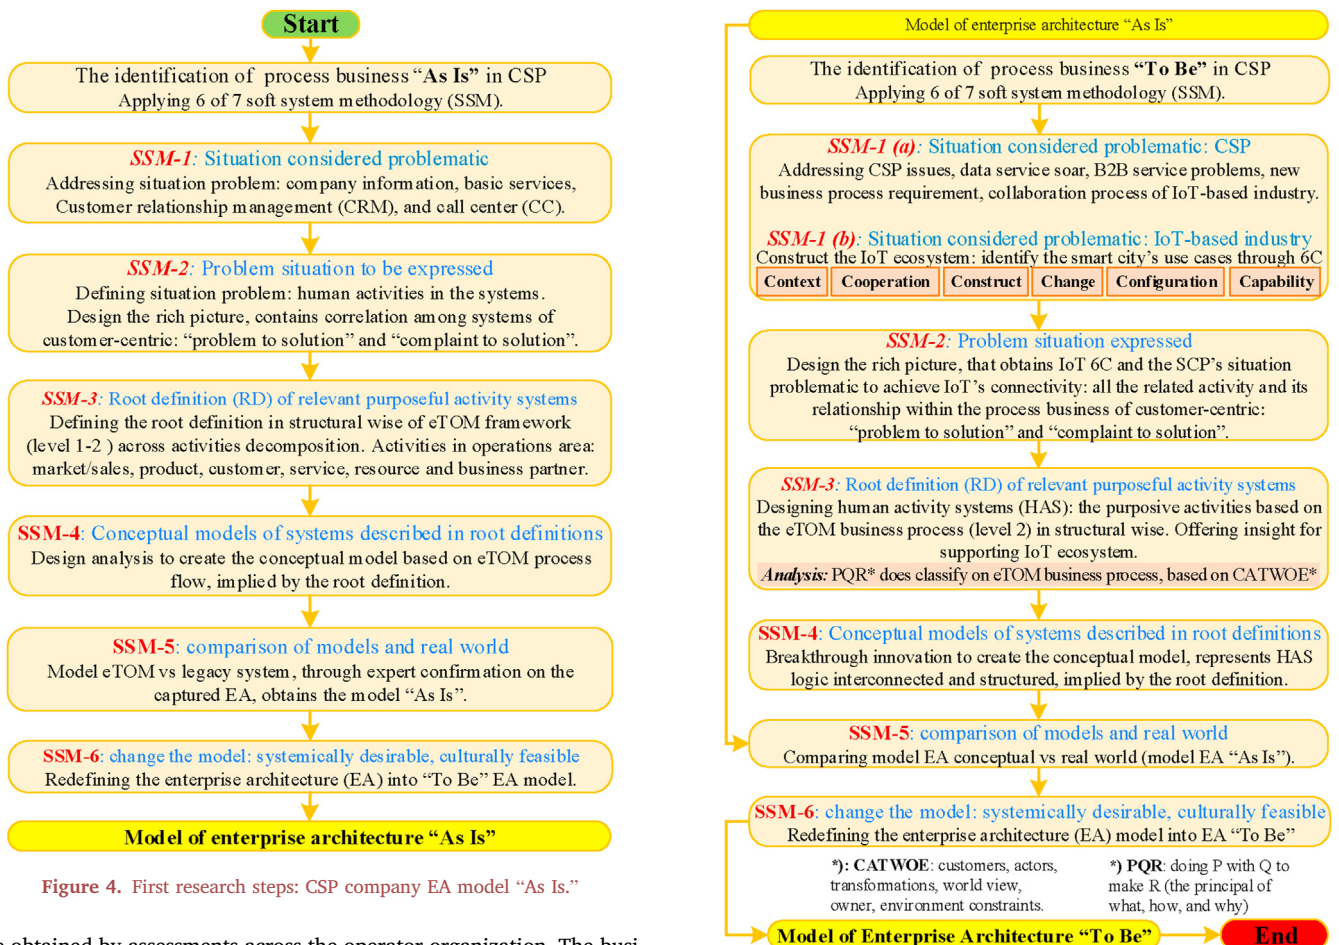 Start
The identification of process business “As Is” in CSP
Applying 6 of 7 soft system methodology (SSM).
SSM-1: Situation considered problematic
Addressing situation problem: company information, basic services,
Customer relationship management (CRM), and call center (CC).
SSM-2: Problem situation to be expressed
Defining situation problem: human activities in the systems.
Design the rich picture, contains correlation among systems of
customer-centric: “problem to solution” and “complaint to solution”.
SSM-3: Root definition (RD) of relevant purposeful activity systems
Defining the root definition in structural wise of eTOM framework
(level 1-2 ) across activities decomposition. Activities in operations area:
market/sales, product, customer, service, resource and business partner.
SSM-4: Conceptual models of systems described in root definitions
Design analysis to create the conceptual model based on eTOM process
flow, implied by the root definition.
SSM-5: comparison of models and real world
Model eTOM vs legacy system, through expert confirmation on the
captured EA, obtains the model “As Is”.
SSM-6: change the model: systemically desirable, culturally feasible
Redefining the enterprise architecture (EA) into “To Be” EA model.
Model of enterprise architecture “As Is”
Figure 4. First research steps: CSP company EA model “As Is.”
obtained by assessments across the operator organization. The busi
Model of enterprise architecture “As Is”
The identification of process business “To Be” in CSP
Applying 6 of 7 soft system methodology (SSM).
SSM-1 (a): Situation considered problematic: CSP
Addressing CSP issues, data service soar, B2B service problems, new
business process requirement, collaboration process of IoT-based industry.
SSM-1 (b): Situation considered problematic: IoT-based industry
Construct the IoT ecosystem: identify the smart city’s use cases through 6C
Context Cooperation Construct Change Configuration Capability
SSM-2: Problem situation expressed
Design the rich picture, that obtains IoT 6C and the SCP’s situation
problematic to achieve IoT’s connectivity: all the related activity and its
relationship within the process business of customer-centric:
“problem to solution” and “complaint to solution”.
SSM-3: Root definition (RD) of relevant purposeful activity systems
Designing human activity systems (HAS): the purposive activities based on
the eTOM business process (level 2) in structural wise. Offering insight for
supporting IoT ecosystem.
Analysis: PQR* does classify on eTOM business process, based on CATWOE*
SSM-4: Conceptual models of systems described in root definitions
Breakthrough innovation to create the conceptual model, represents HAS
logic interconnected and structured, implied by the root definition.
SSM-5: comparison of models and real world
Comparing model EA conceptual vs real world (model EA “As Is”).
SSM-6: change the model: systemically desirable, culturally feasible
Redefining the enterprise architecture (EA) model into EA “To Be”
*): CATWOE: customers, actors,
transformations, world view,
owner, environment constraints.
*) PQR: doing P with Q to
make R (the principal of
what, how, and why)
Model of Enterprise Architecture “To Be”
End